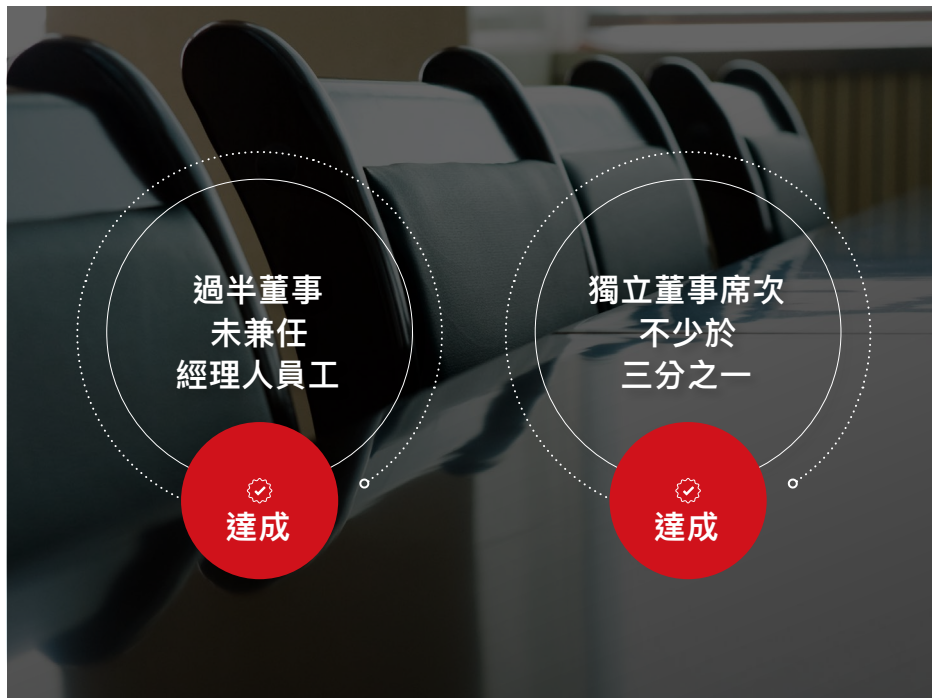 過半董事
未兼任
經理人員工
達成
獨立董事席次
不少於
三分之一
達成